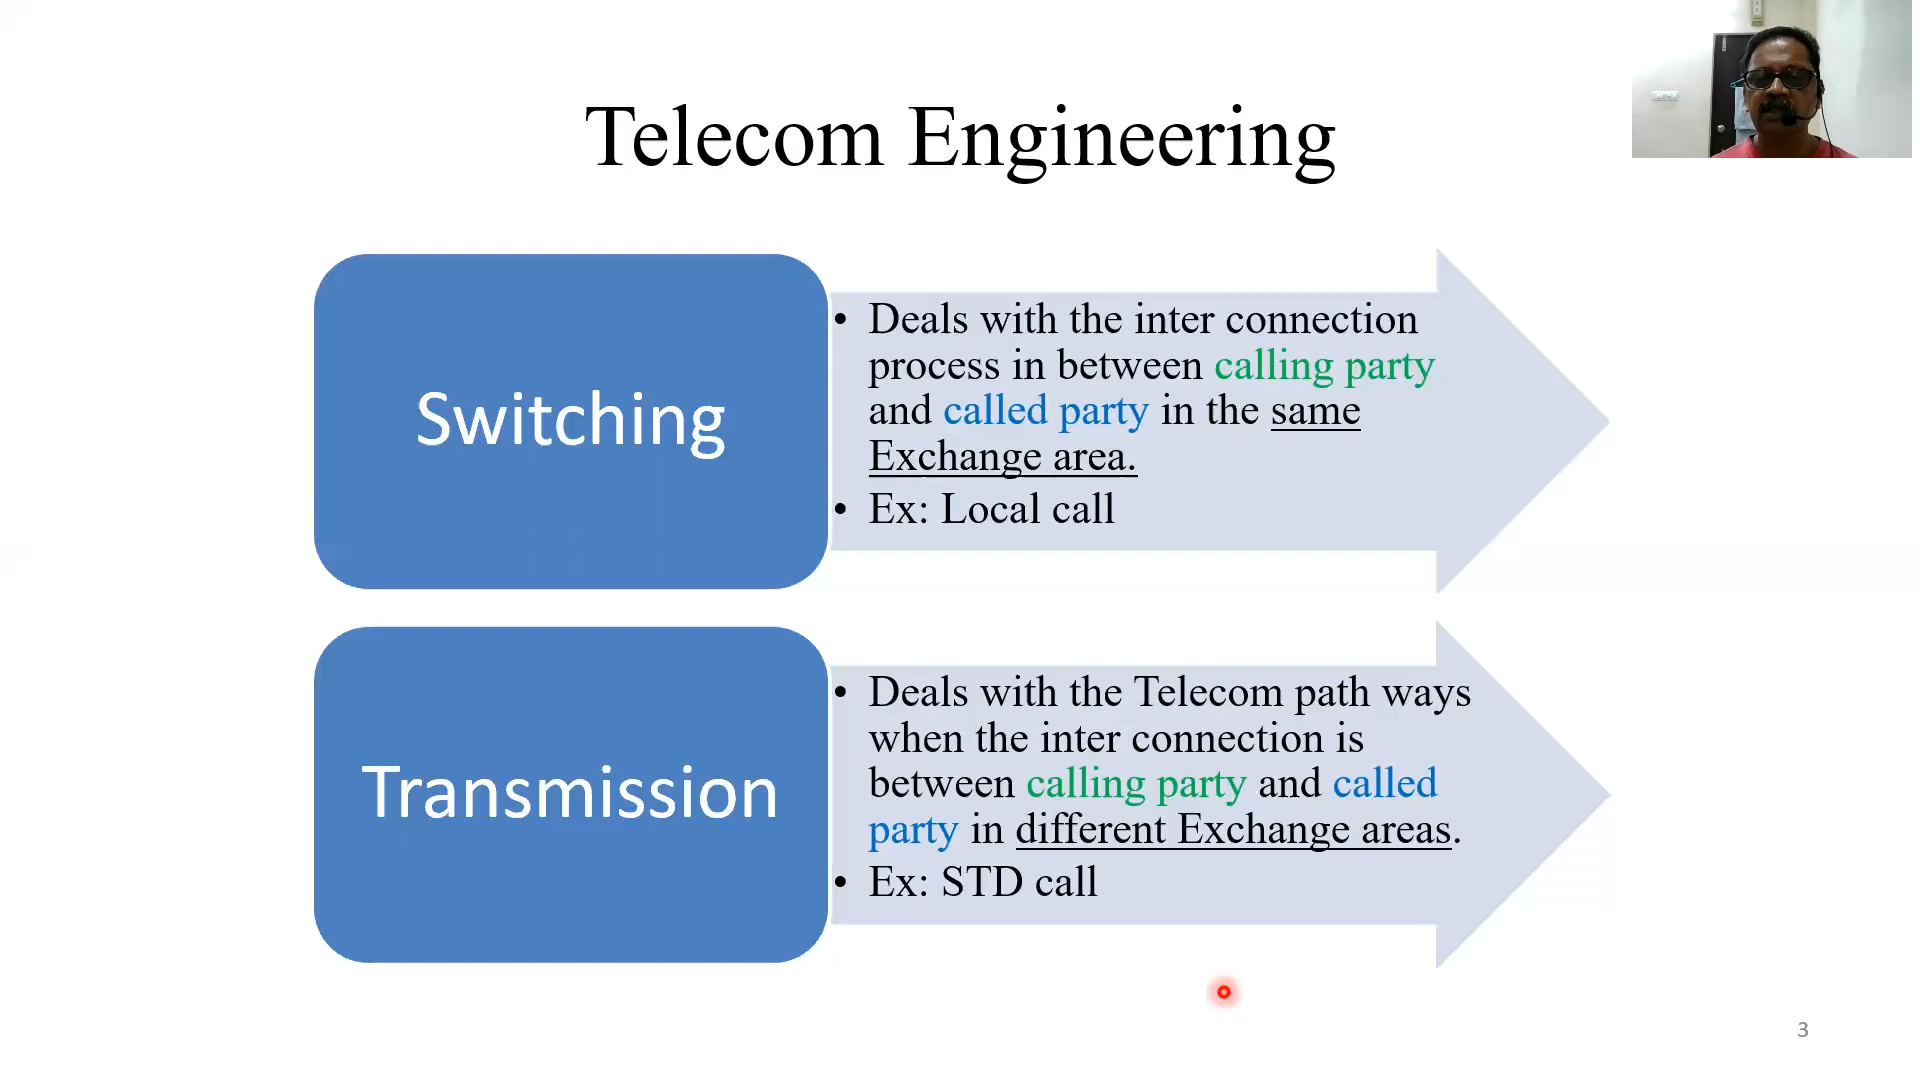 Telecom Engineering
Switching
• Deals with the inter connection
process in between calling party
and called party in the same
Exchange area.
• Ex: Local call
Transmission
• Deals with the Telecom path ways
when the inter connection is
between calling party and called
party in different Exchange areas.
• Ex: STD call
3